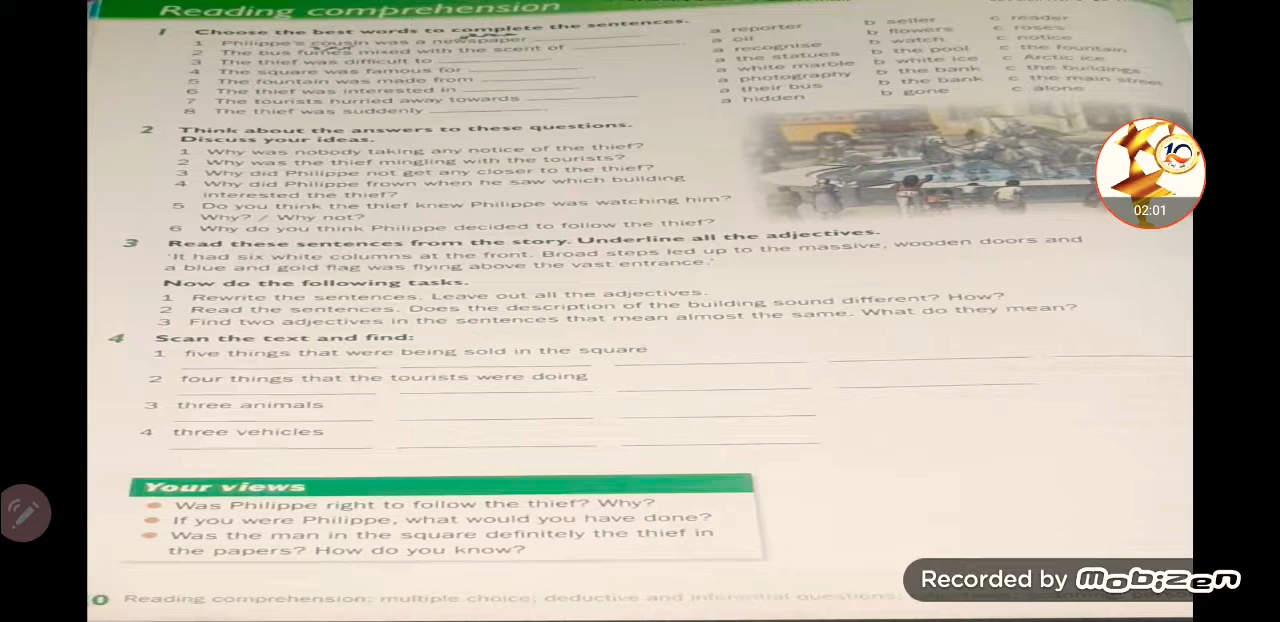 Reading comprehension
1 Choose the best words to complete the sentences.
1 Philippe's cousin was a newspaper a reporter b seller c reader
2 The bus fumes mixed with the scent of a oil b flowers c roses
3 The thief was difficult to a recognise b watch c notice
4 The square was famous for a the statues b the pool c the fountain
5 The fountain was made from a white marble b white ice c Arctic ice
6 The thief was interested in a photography b the bank c the buildings
7 The tourists hurried away towards a their bus b the bank c the main street
8 The thief was suddenly a hidden b gone c alone
2 Think about the answers to these questions.
Discuss your ideas.
1 Why was nobody taking any notice of the thief?
2 Why was the thief mingling with the tourists?
3 Why did Philippe not get any closer to the thief?
4 Why did Philippe frown when he saw which building
interested the thief?
5 Do you think the thief knew Philippe was watching him?
Why? / Why not?
6 Why do you think Philippe decided to follow the thief?
10
02:01
3 Read these sentences from the story. Underline all the adjectives.
'It had six white columns at the front. Broad steps led up to the massive, wooden doors and
a blue and gold flag was flying above the vast entrance.'
Now do the following tasks.
1 Rewrite the sentences. Leave out all the adjectives.
2 Read the sentences. Does the description of the building sound different? How?
3 Find two adjectives in the sentences that mean almost the same. What do they mean?
4 Scan the text and find:
1 five things that were being sold in the square
2 four things that the tourists were doing
3 three animals
4 three vehicles
Your views
Was Philippe right to follow the thief? Why?
If you were Philippe, what would you have done?
Was the man in the square definitely the thief in
the papers? How do you know?
Recorded by Mobizen
0 Reading comprehension: multiple choice; deductive and inferential questions;